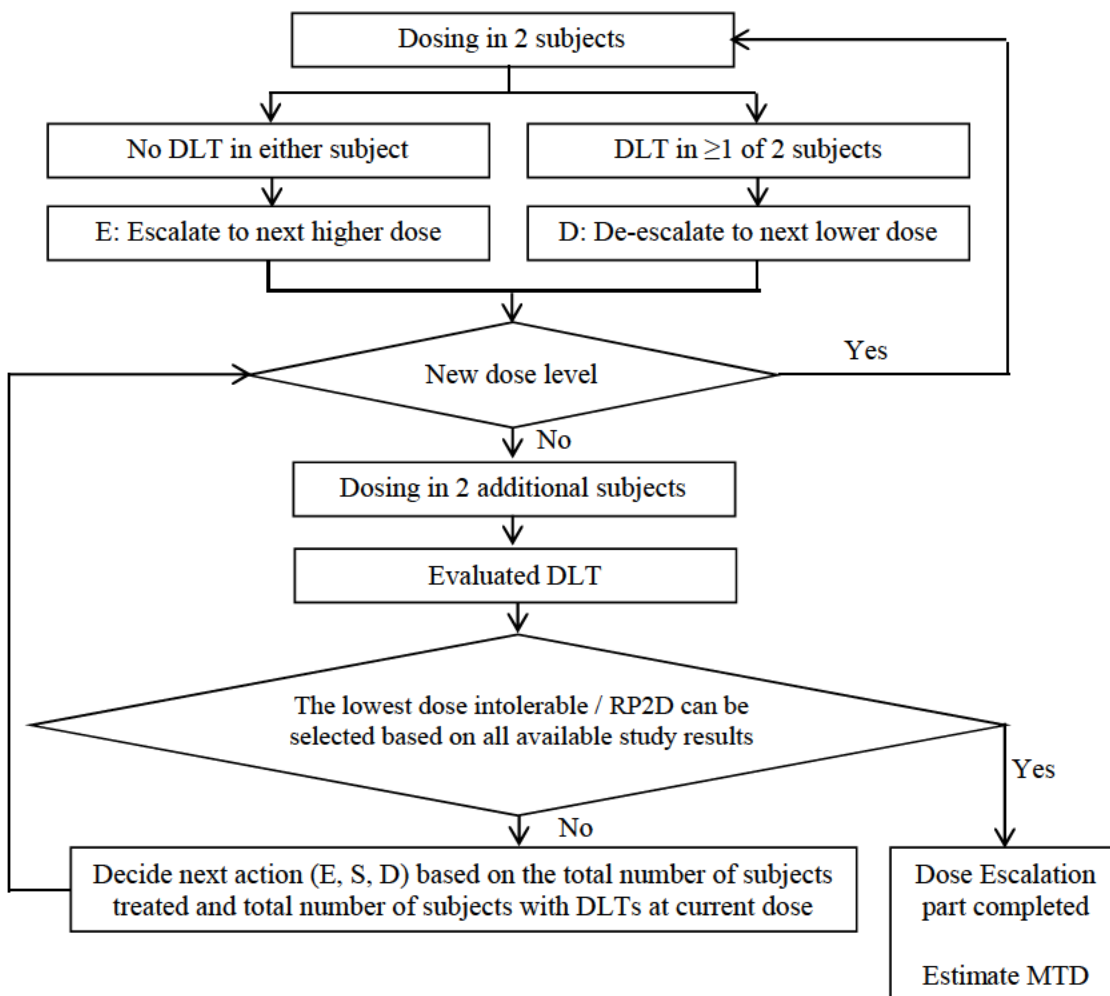 Dosing in 2 subjects
No DLT in either subject
DLT in ≥1 of 2 subjects
E: Escalate to next higher dose
D: De-escalate to next lower dose
New dose level
Yes
No
Dosing in 2 additional subjects
Evaluated DLT
The lowest dose intolerable / RP2D can be
selected based on all available study results
Yes
No
Decide next action (E, S, D) based on the total number of subjects
treated and total number of subjects with DLTs at current dose
Dose Escalation
part completed
Estimate MTD